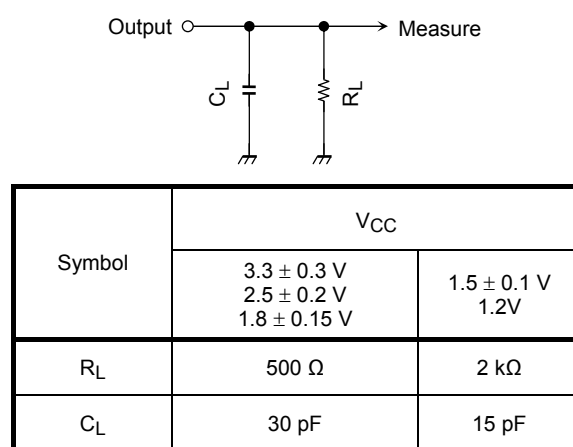 Output
Measure
CL
RL
Symbol
VCC
3.3 ± 0.3 V
2.5 ± 0.2 V
1.8 ± 0.15 V
1.5 ± 0.1 V
1.2V
RL
500 Ω
2 kΩ
CL
30 pF
15 pF